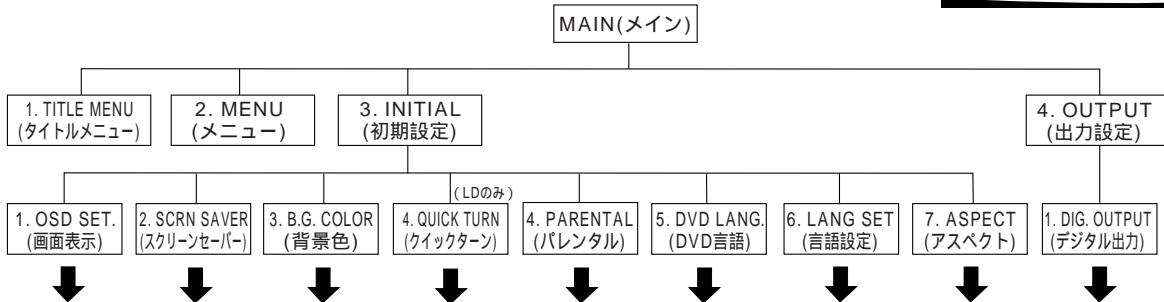 MAIN(メイン)
1. TITLE MENU
(タイトルメニュー)
2. MENU
(メニュー)
3. INITIAL
(初期設定)
4. OUTPUT
(出力設定)
1. OSD SET.
(画面表示)
2. SCRN SAVER
(スクリーンセーバー)
3. B.G. COLOR
(背景色)
(LDのみ)
4. QUICK TURN
(クイックターン)
4. PARENTAL
(パレンタル)
5. DVD LANG.
(DVD言語)
6. LANG SET
(言語設定)
7. ASPECT
(アスペクト)
1. DIG. OUTPUT
(デジタル出力)